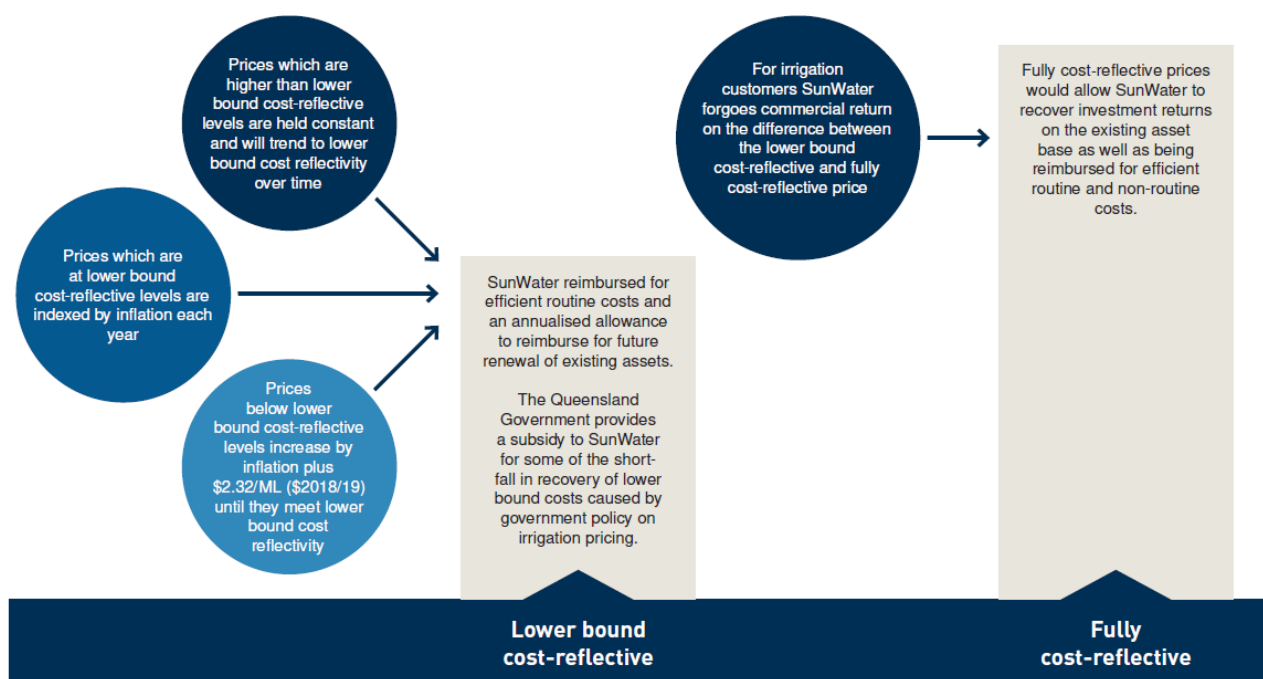 Prices which are
higher than lower
bound cost-reflective
levels are held constant
and will trend to lower
bound cost reflectivity
over time
Prices which are
at lower bound
cost-reflective levels are
indexed by inflation each
year
Prices
below lower
bound cost-reflective
levels increase by
inflation plus
$2.32/ML ($2018/19)
until they meet lower
bound cost
reflectivity
SunWater reimbursed for
efficient routine costs and
an annualised allowance
to reimburse for future
renewal of existing assets.
The Queensland
Government provides
a subsidy to SunWater
for some of the short-
fall in recovery of lower
bound costs caused by
government policy on
irrigation pricing.
For irrigation
customers SunWater
forgoes commercial return
on the difference between
the lower bound
cost-reflective and fully
cost-reflective price
Fully cost-reflective prices
would allow SunWater to
recover investment returns
on the existing asset
base as well as being
reimbursed for efficient
routine and non-routine
costs.
Lower bound
cost-reflective
Fully
cost-reflective